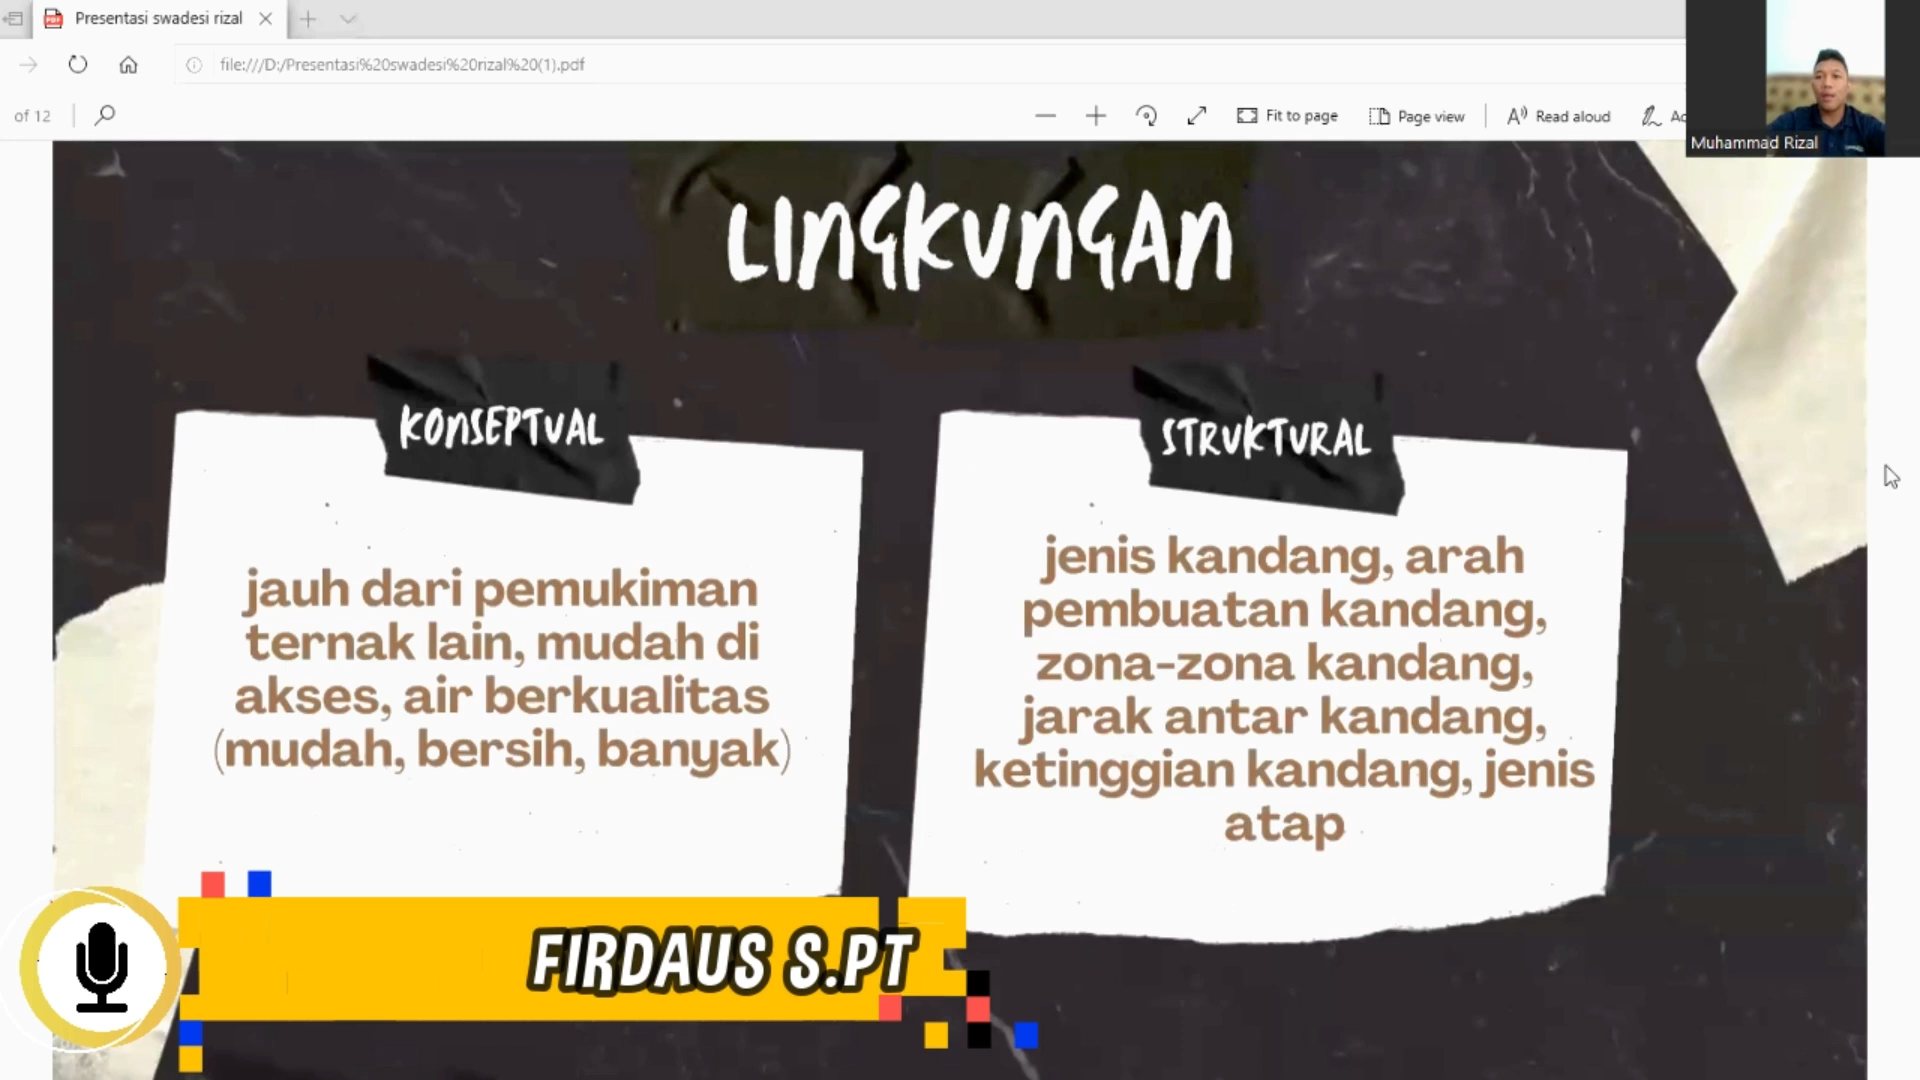 Presentasi swadesi rizal
file:///D:/Presentasi%20swadesi%20rizal%20(1).pdf
of 12
Fit to page
Page view
Read aloud
Muhammad Rizal
LINGKUNGAN
KONSEPTUAL
jauh dari pemukiman
ternak lain, mudah di
akses, air berkualitas
(mudah, bersih, banyak)
STRUKTURAL
jenis kandang, arah
pembuatan kandang,
zona-zona kandang,
jarak antar kandang,
ketinggian kandang, jenis
atap
FIRDAUS S.PT